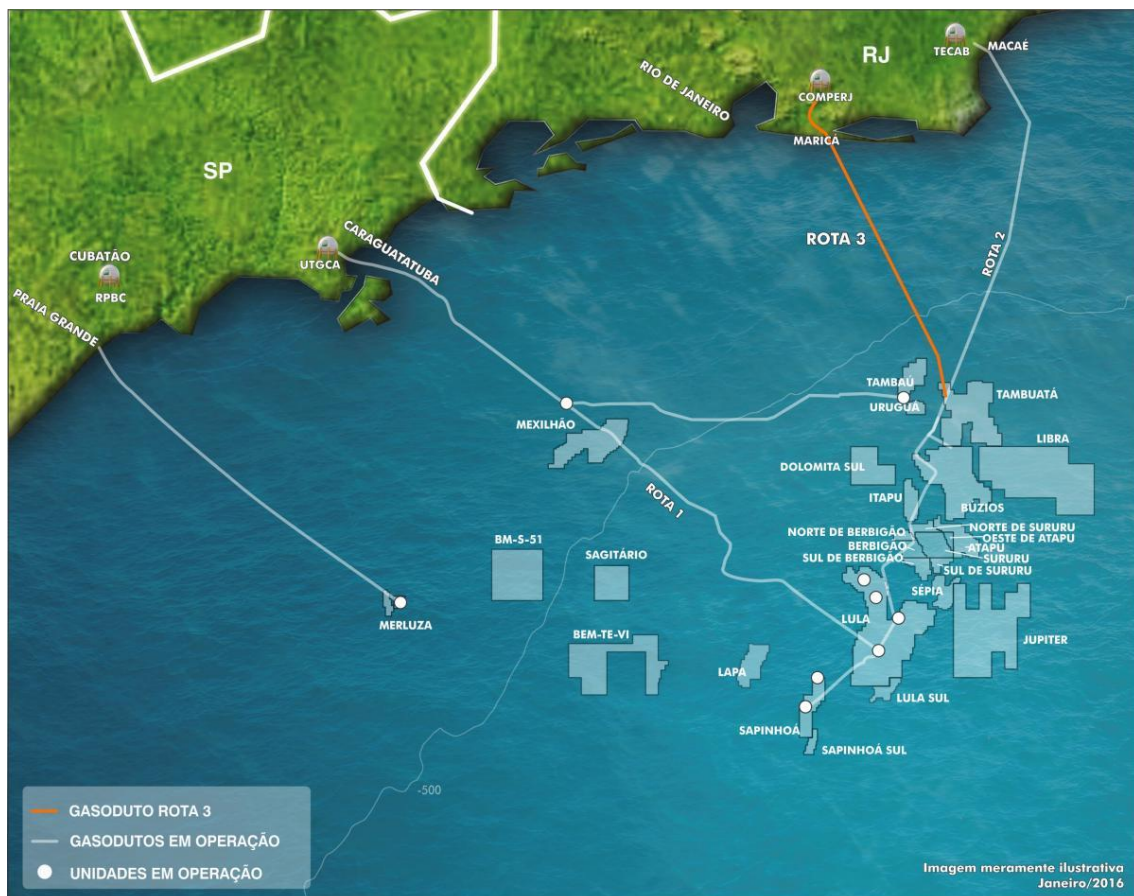 RJ
TECAB
MACAÉ
RIO DE JANEIRO
COMPERJ
MARICÁ
SP
CARAGUATATUBA
UTGCA
CUBATÃO
RPBC
PRAIA GRANDE
ROTA 3
ROTA 2
TAMBAÚ
URUGUÁ
TAMBUATÁ
MEXILHÃO
LIBRA
DOLOMITA SUL
ITAPU
BÚZIOS
ROTA 1
NORTE DE BERBIGÃO
NORTE DE SURURU
OESTE DE ATAPU
BERBIGÃO
ATAPU
SUL DE BERBIGÃO
SURURU
SUL DE SURURU
BM-S-51
SAGITÁRIO
SÉPIA
MERLUZA
LULA
BEM-TE-VI
JUPITER
LAPA
LULA SUL
SAPINHOÁ
SAPINHOÁ SUL
-500
GASODUTO ROTA 3
GASODUTOS EM OPERAÇÃO
UNIDADES EM OPERAÇÃO
Imagem meramente ilustrativa
Janeiro/2016